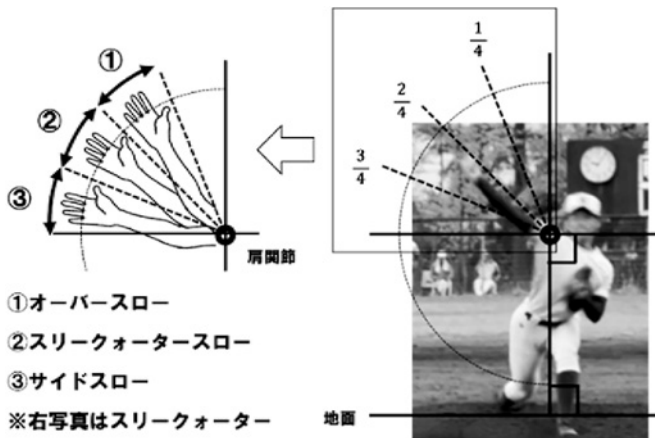 ①
②
③
肩関節
1/4
2/4
3/4
①オーバースロー
②スリークォータースロー
③サイドスロー
※右写真はスリークォーター
地面